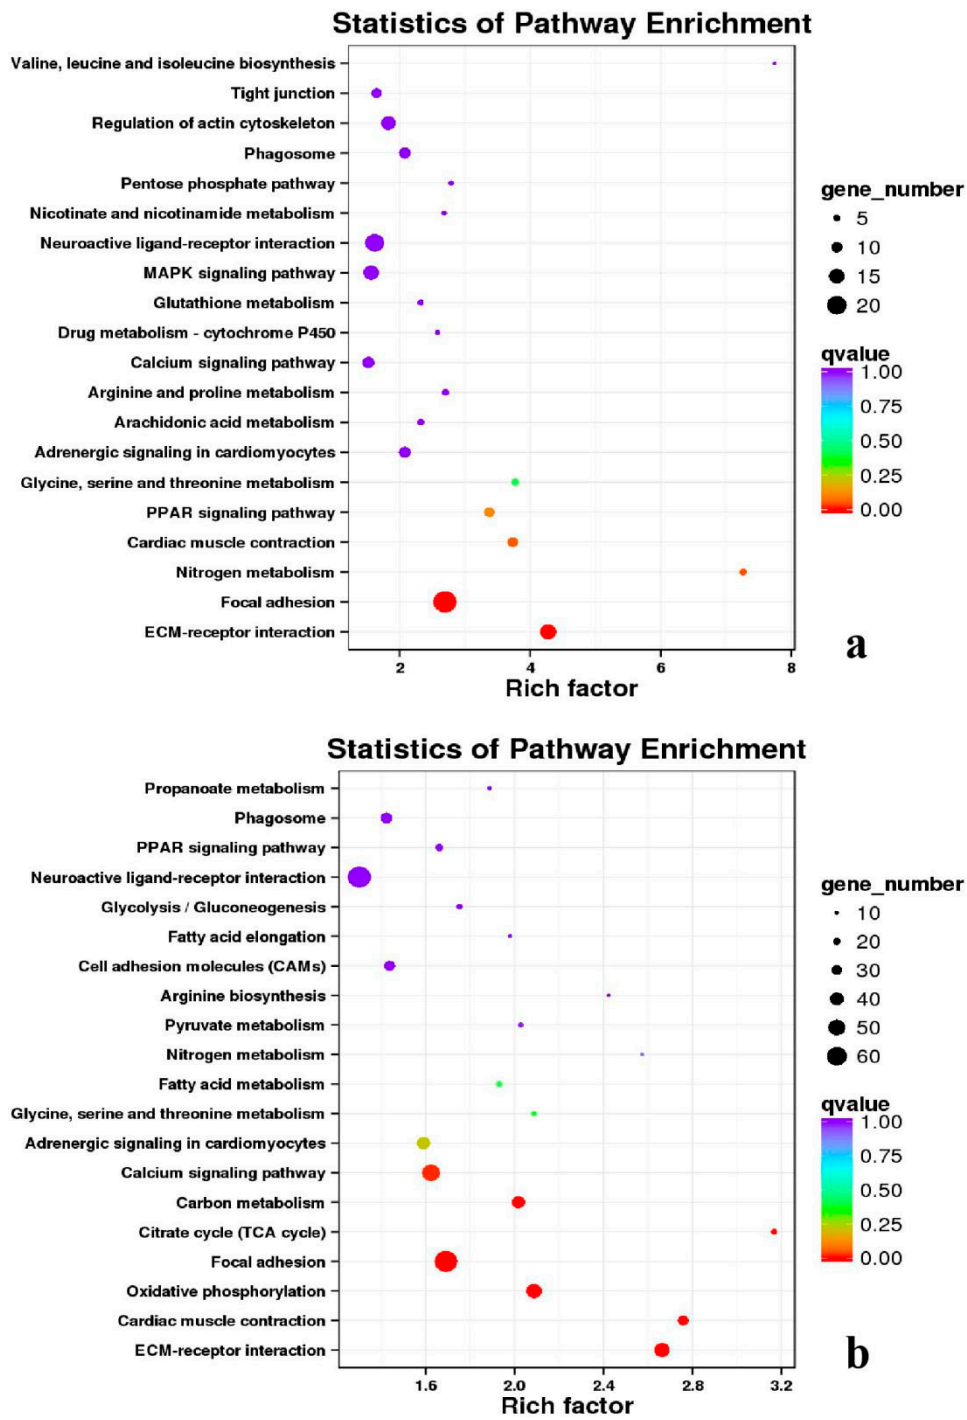 Statistics of Pathway Enrichment
Valine, leucine and isoleucine biosynthesis
Tight junction
Regulation of actin cytoskeleton
Phagosome
Pentose phosphate pathway
Nicotinate and nicotinamide metabolism
Neuroactive ligand-receptor interaction
MAPK signaling pathway
Glutathione metabolism
Drug metabolism - cytochrome P450
Calcium signaling pathway
Arginine and proline metabolism
Arachidonic acid metabolism
Adrenergic signaling in cardiomyocytes
Glycine, serine and threonine metabolism
PPAR signaling pathway
Cardiac muscle contraction
Nitrogen metabolism
Focal adhesion
ECM-receptor interaction
2 4 6 8
Rich factor
gene_number
5
10
15
20
qvalue
1.00
0.75
0.50
0.25
0.00
a
Statistics of Pathway Enrichment
Propanoate metabolism
Phagosome
PPAR signaling pathway
Neuroactive ligand-receptor interaction
Glycolysis / Gluconeogenesis
Fatty acid elongation
Cell adhesion molecules (CAMs)
Arginine biosynthesis
Pyruvate metabolism
Nitrogen metabolism
Fatty acid metabolism
Glycine, serine and threonine metabolism
Adrenergic signaling in cardiomyocytes
Calcium signaling pathway
Carbon metabolism
Citrate cycle (TCA cycle)
Focal adhesion
Oxidative phosphorylation
Cardiac muscle contraction
ECM-receptor interaction
1.6 2.0 2.4 2.8 3.2
Rich factor
gene_number
10
20
30
40
50
60
qvalue
1.00
0.75
0.50
0.25
0.00
b